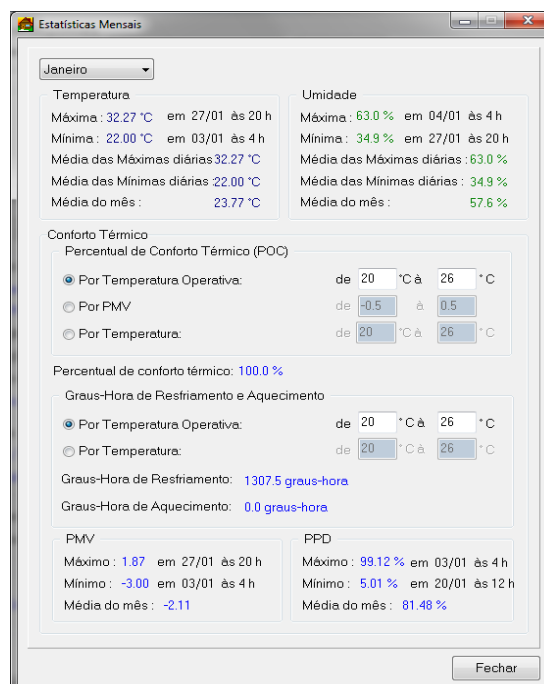 Estatísticas Mensais
Janeiro
Temperatura
Máxima : 32.27 °C em 27/01 às 20 h
Mínima : 22.00 °C em 03/01 às 4 h
Média das Máximas diárias 32.27 °C
Média das Mínimas diárias :22.00 °C
Média do mês : 23.77 °C
Umidade
Máxima : 63.0 % em 04/01 às 4 h
Mínima : 34.9 % em 27/01 às 20 h
Média das Máximas diárias : 63.0 %
Média das Mínimas diárias : 34.9 %
Média do mês : 57.6 %
Conforto Térmico
Percentual de Conforto Térmico (POC)
Por Temperatura Operativa: de 20 °C à 26 ° C
Por PMV de -0.5 à 0.5
Por Temperatura: de 20 °C à 26 ° C
Percentual de conforto térmico: 100.0 %
Graus-Hora de Resfriamento e Aquecimento
Por Temperatura Operativa: de 20 ° C à 26 ° C
Por Temperatura: de 20 ° C à 26 ° C
Graus-Hora de Resfriamento: 1307.5 graus-hora
Graus-Hora de Aquecimento: 0.0 graus-hora
PMV
Máximo : 1.87 em 27/01 às 20 h
Mínimo : -3.00 em 03/01 às 4 h
Média do mês : -2.11
PPD
Máximo : 99.12 % em 03/01 às 4 h
Mínimo : 5.01 % em 20/01 às 12 h
Média do mês : 81.48 %
Fechar